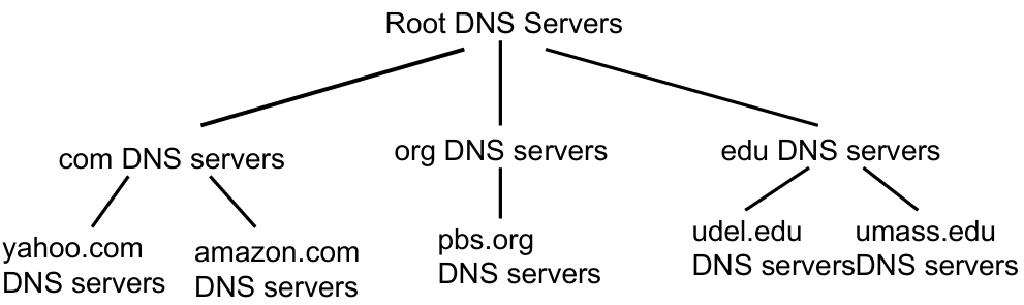 Root DNS Servers
com DNS servers
org DNS servers
edu DNS servers
yahoo.com
DNS servers
amazon.com
DNS servers
pbs.org
DNS servers
udel.edu
DNS servers
umass.edu
DNS servers